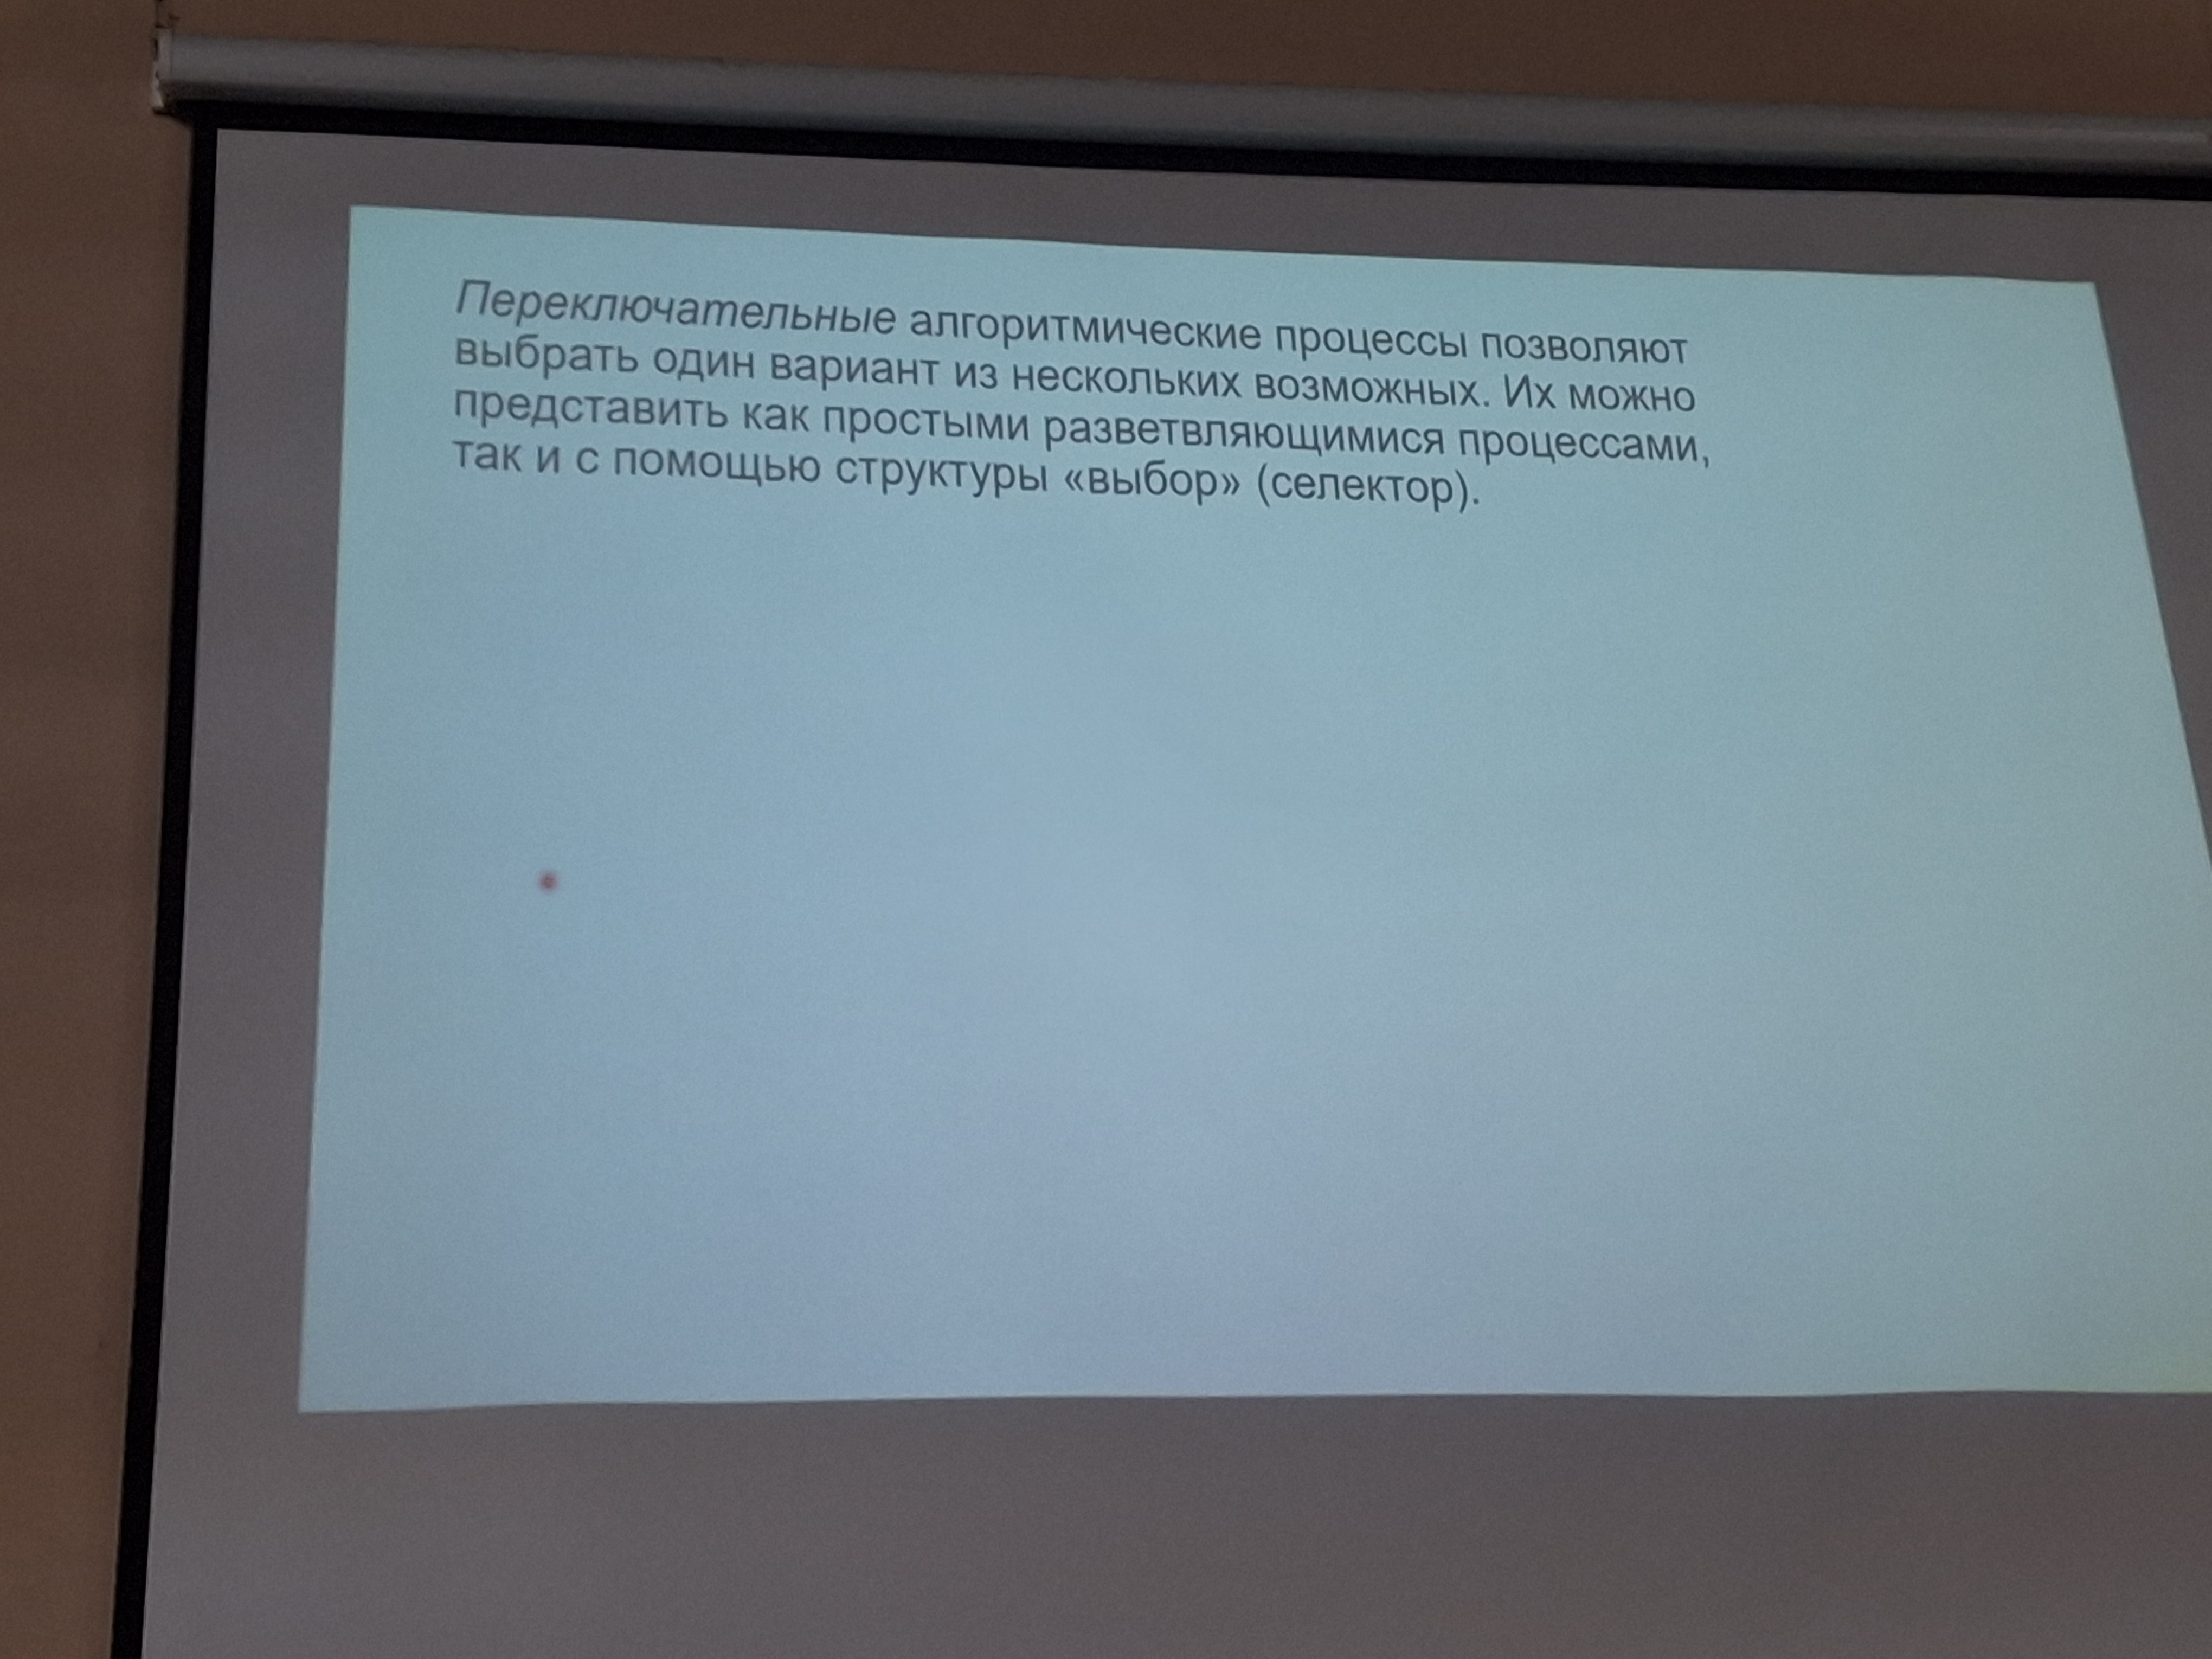 Переключательные алгоритмические процессы позволяют
выбрать один вариант из нескольких возможных. Их можно
представить как простыми разветвляющимися процессами,
так и с помощью структуры «выбор» (селектор).